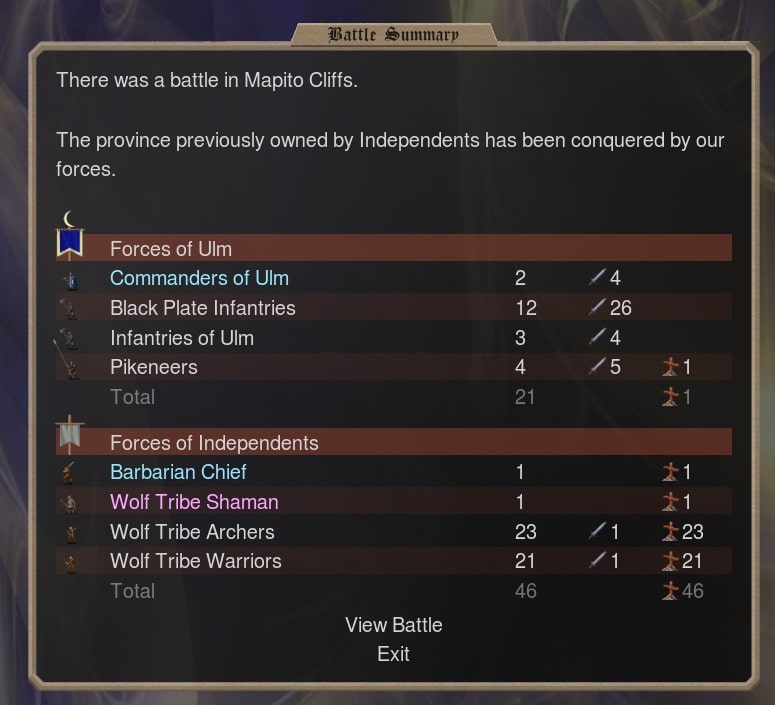 Battle Summary
There was a battle in Mapito Cliffs.
The province previously owned by Independents has been conquered by our
forces.
Forces of Ulm
Commanders of Ulm 2 4
Black Plate Infantries 12 26
Infantries of Ulm 3 4
Pikeneers 4 5 1
Total 21 1
Forces of Independents
Barbarian Chief 1 1
Wolf Tribe Shaman 1 1
Wolf Tribe Archers 23 1 23
Wolf Tribe Warriors 21 1 21
Total 46 46
View Battle
Exit